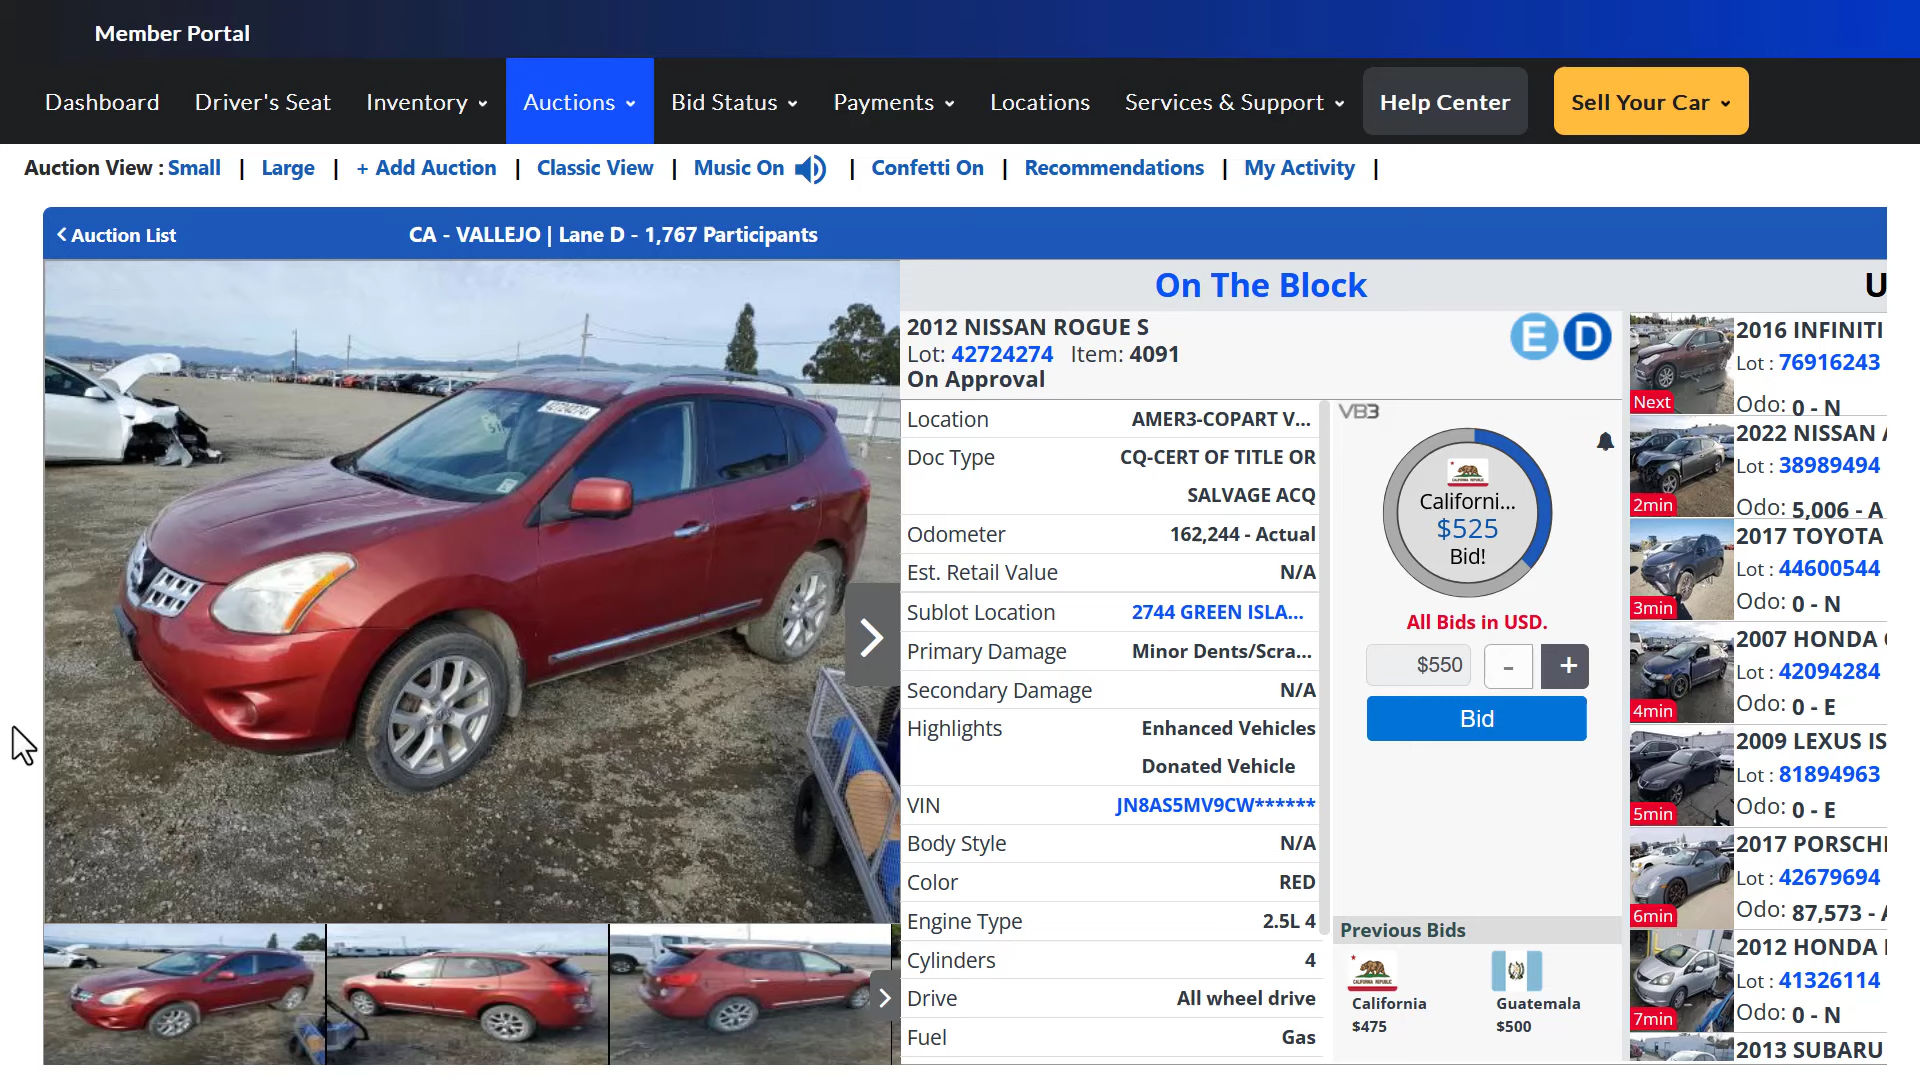 Member Portal
Dashboard Driver's Seat Inventory Auctions Bid Status Payments Locations Services & Support Help Center Sell Your Car
Auction View : Small | Large | + Add Auction | Classic View | Music On | Confetti On | Recommendations | My Activity |
Auction List CA - VALLEJO | Lane D - 1,767 Participants
On The Block
U
2012 NISSAN ROGUE S
Lot: 42724274 Item: 4091
On Approval
E D
Location AMER3-COPART V...
Doc Type CQ-CERT OF TITLE OR
SALVAGE ACQ
Odometer 162,244 - Actual
Est. Retail Value N/A
Sublot Location 2744 GREEN ISLA...
Primary Damage Minor Dents/Scra...
Secondary Damage N/A
Highlights Enhanced Vehicles
Donated Vehicle
VIN JN8AS5MV9CW******
Body Style N/A
Color RED
Engine Type 2.5L 4
Cylinders 4
Drive All wheel drive
Fuel Gas
VB3
CALIFORNIA REPUBLIC
Californi...
$525
Bid!
All Bids in USD.
$550 - +
Bid
Previous Bids
CALIFORNIA REPUBLIC
California Guatemala
$475 $500
2016 INFINITI
Lot : 76916243
Next Odo: 0 - N
2022 NISSAN
Lot : 38989494
2min Odo: 5,006 - A
2017 TOYOTA
Lot : 44600544
3min Odo: 0 - N
2007 HONDA
Lot : 42094284
4min Odo: 0 - E
2009 LEXUS IS
Lot : 81894963
5min Odo: 0 - E
2017 PORSCH
Lot : 42679694
6min Odo: 87,573 -
2012 HONDA
Lot : 41326114
7min Odo: 0 - N
2013 SUBARU
42724274